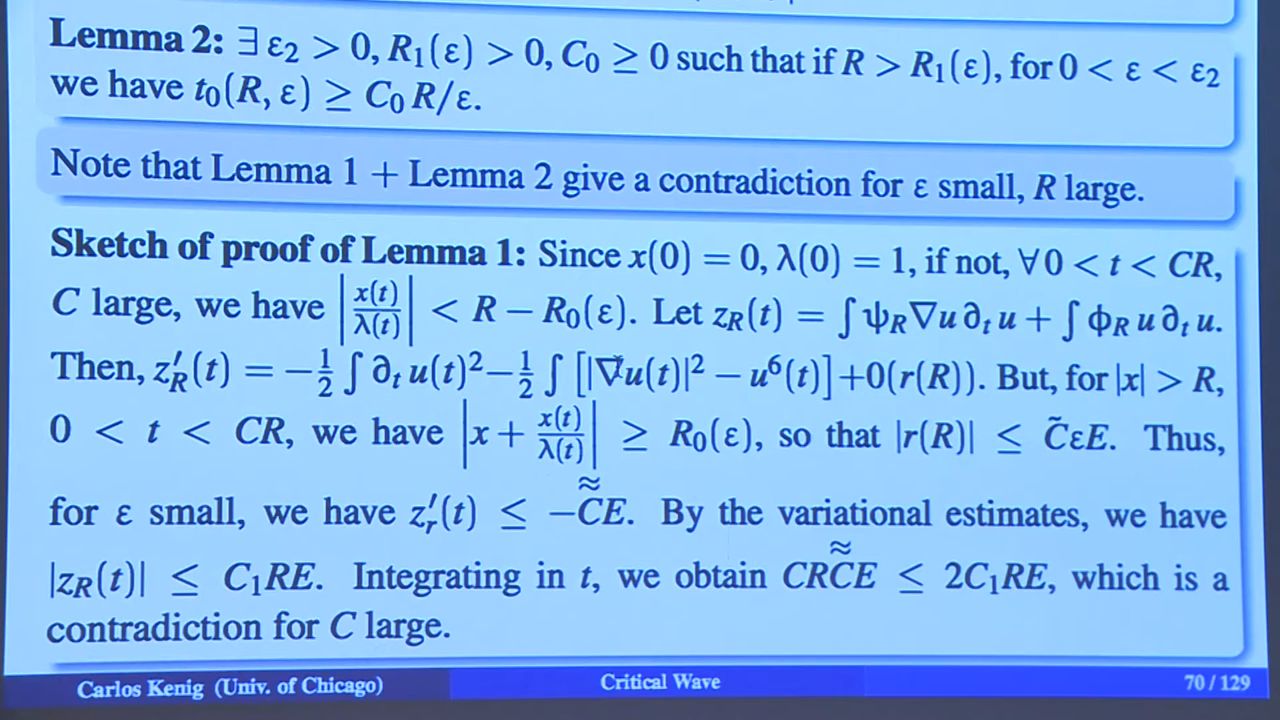 Lemma 2: ∃ ε₂ > 0, R₁(ε) > 0, C₀ ≥ 0 such that if R > R₁(ε), for 0 < ε < ε₂
we have t₀(R, ε) ≥ C₀ R/ε.
Note that Lemma 1 + Lemma 2 give a contradiction for ε small, R large.
Sketch of proof of Lemma 1: Since x(0) = 0, λ(0) = 1, if not, ∀ 0 < t < CR,
C large, we have |x(t)/λ(t)| < R − R₀(ε). Let z_R(t) = ∫ ψ_R ∇u ∂ₜ u + ∫ ϕ_R u ∂ₜ u.
Then, z′_R(t) = −½ ∫ ∂ₜ u(t)² − ½ ∫ [|∇u(t)|² − u⁶(t)] + 0(r(R)). But, for |x| > R,
0 < t < CR, we have |x + x(t)/λ(t)| ≥ R₀(ε), so that |r(R)| ≤ C̃εE. Thus,
for ε small, we have z′_r(t) ≤ −C̃̃E. By the variational estimates, we have
|z_R(t)| ≤ C₁RE. Integrating in t, we obtain CRC̃̃E ≤ 2C₁RE, which is a
contradiction for C large.
Carlos Kenig (Univ. of Chicago) Critical Wave 70 / 129